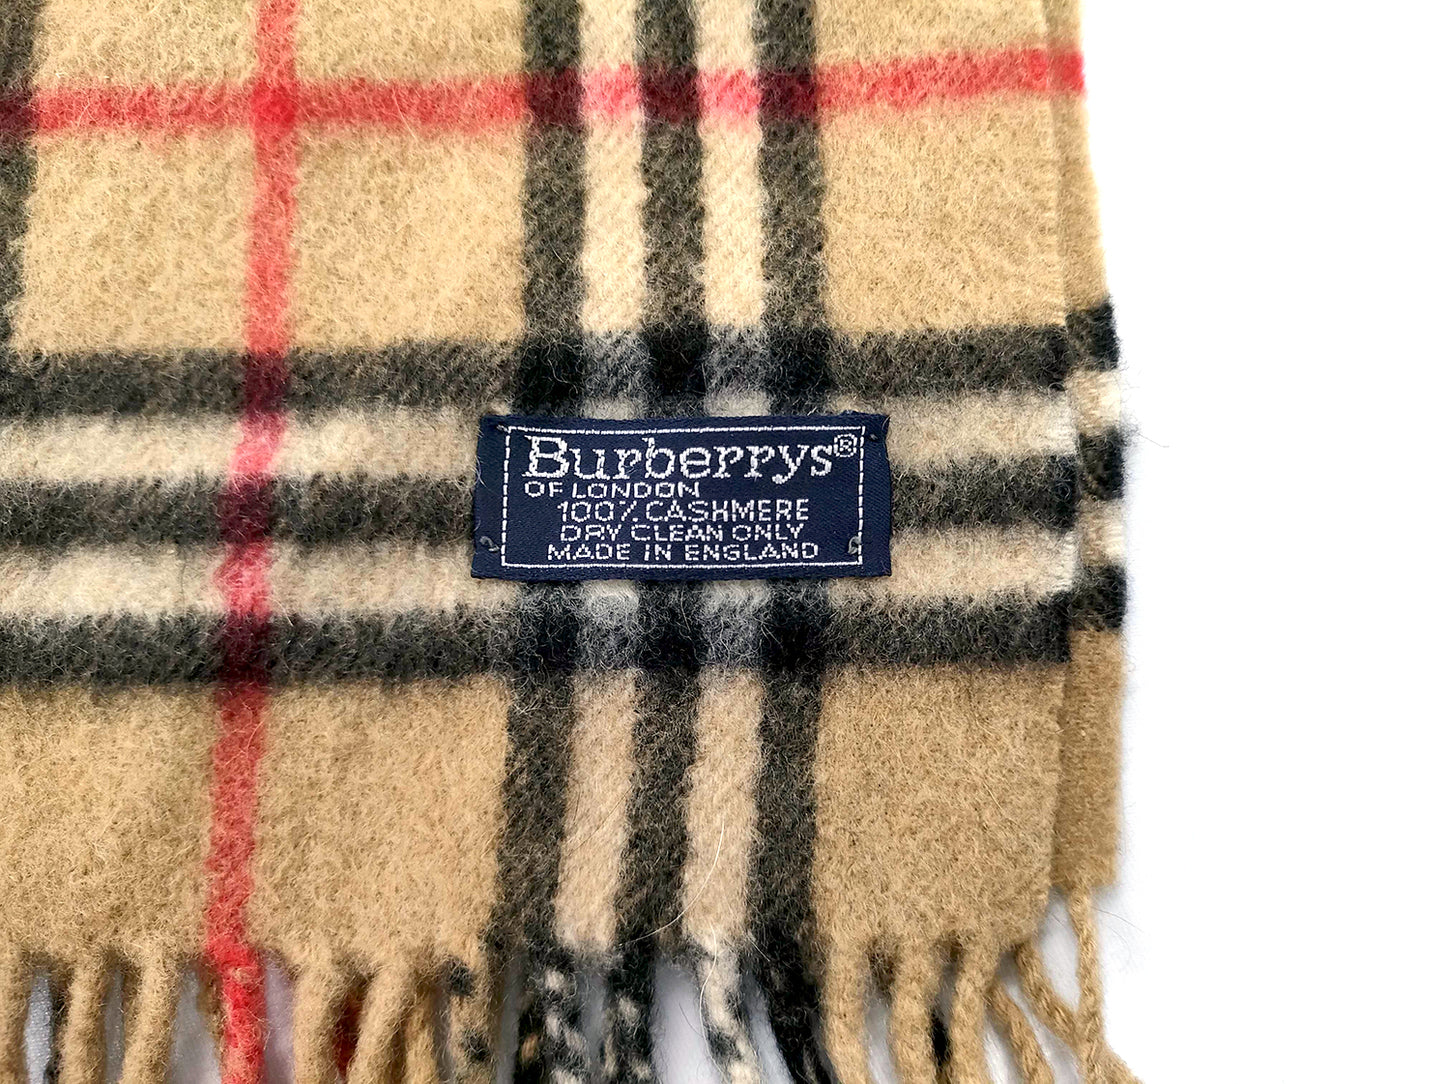 Burberrys®
OF LONDON
100% CASHMERE
DRY CLEAN ONLY
MADE IN ENGLAND